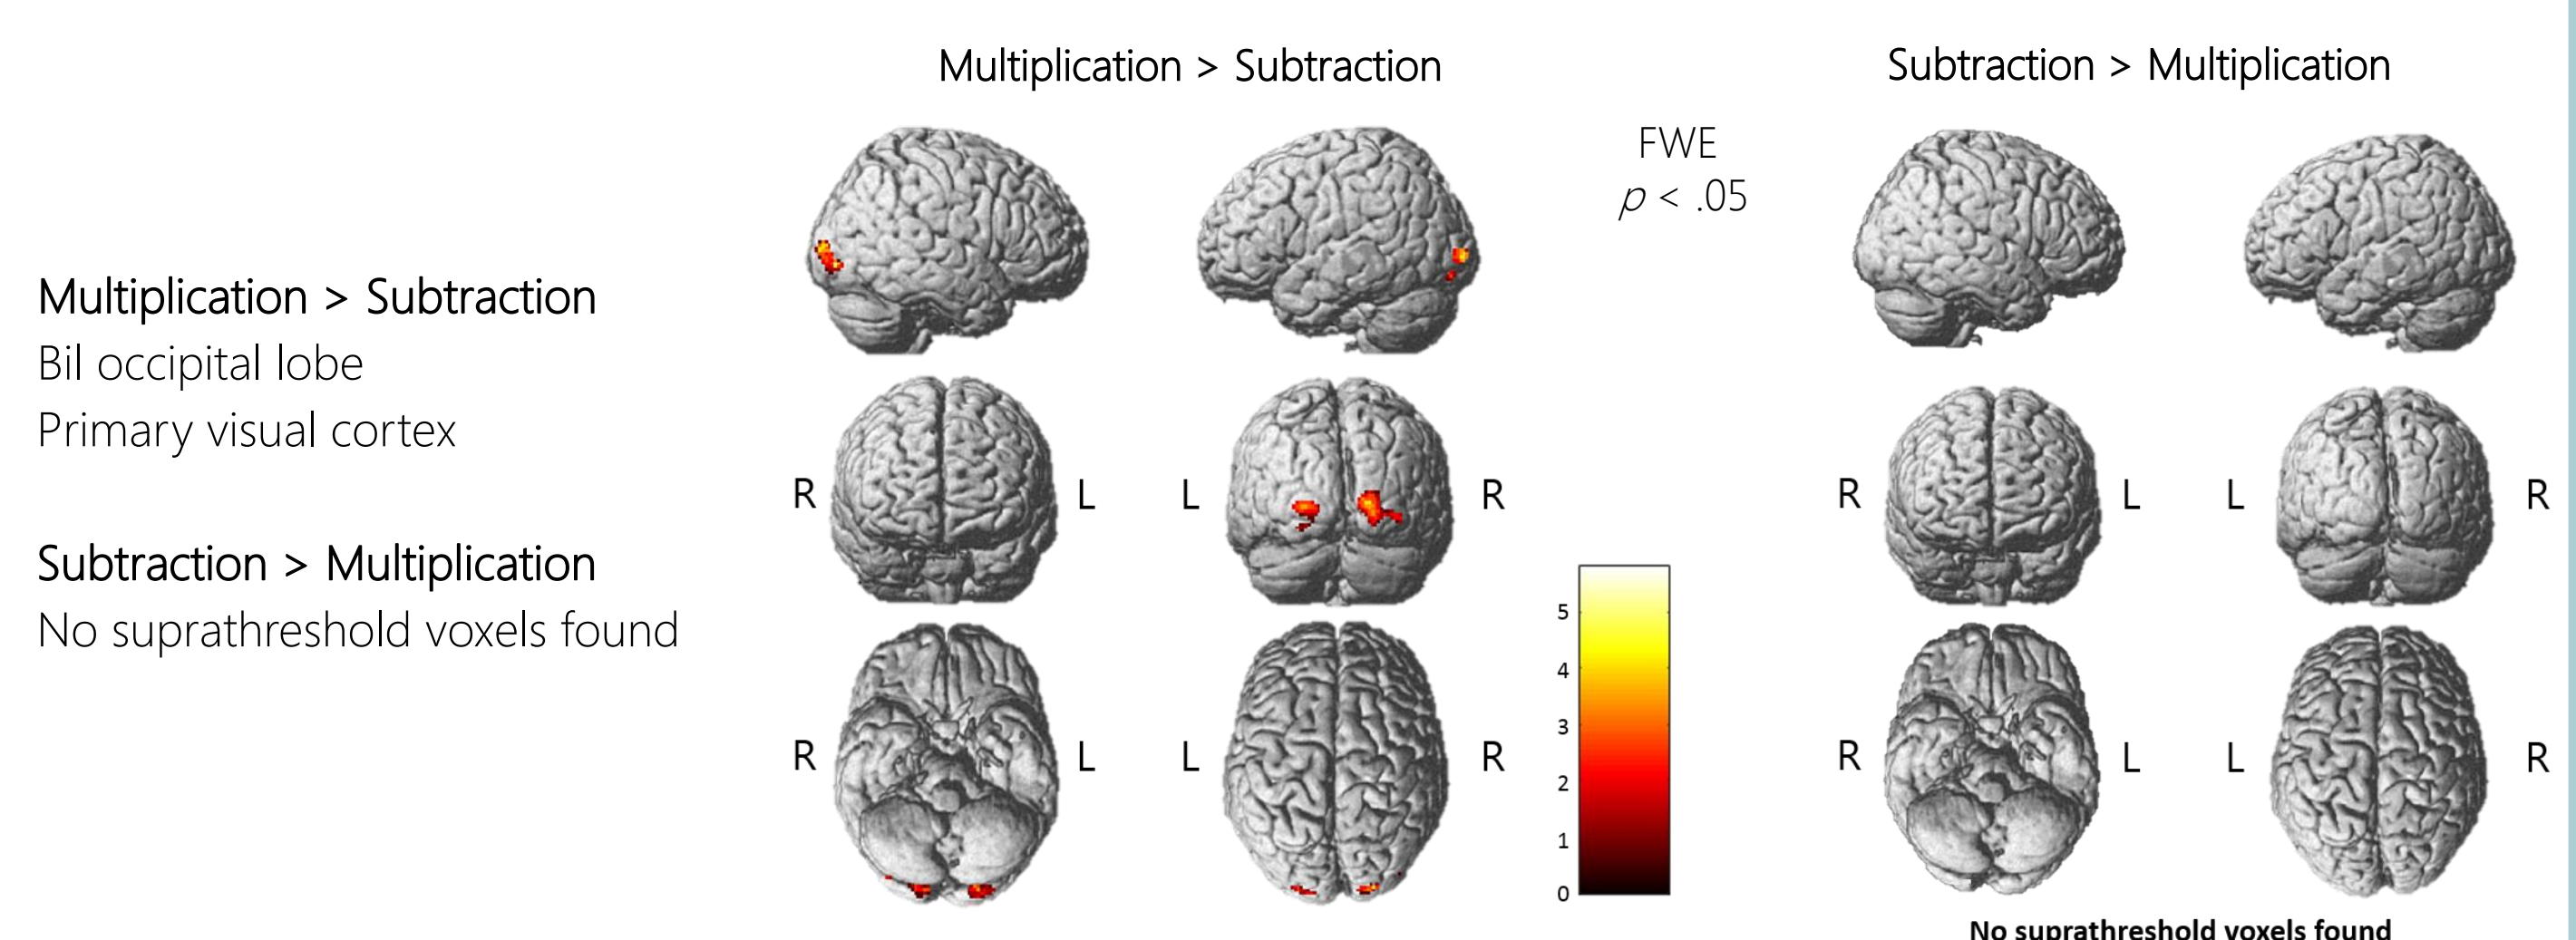 Multiplication > Subtraction
Bil occipital lobe
Primary visual cortex
Subtraction > Multiplication
No suprathreshold voxels found
Multiplication > Subtraction
FWE
p < .05
R
L
L
R
R
L
L
R
5
4
3
2
1
0
Subtraction > Multiplication
R
L
L
R
R
L
L
R
No suprathreshold voxels found